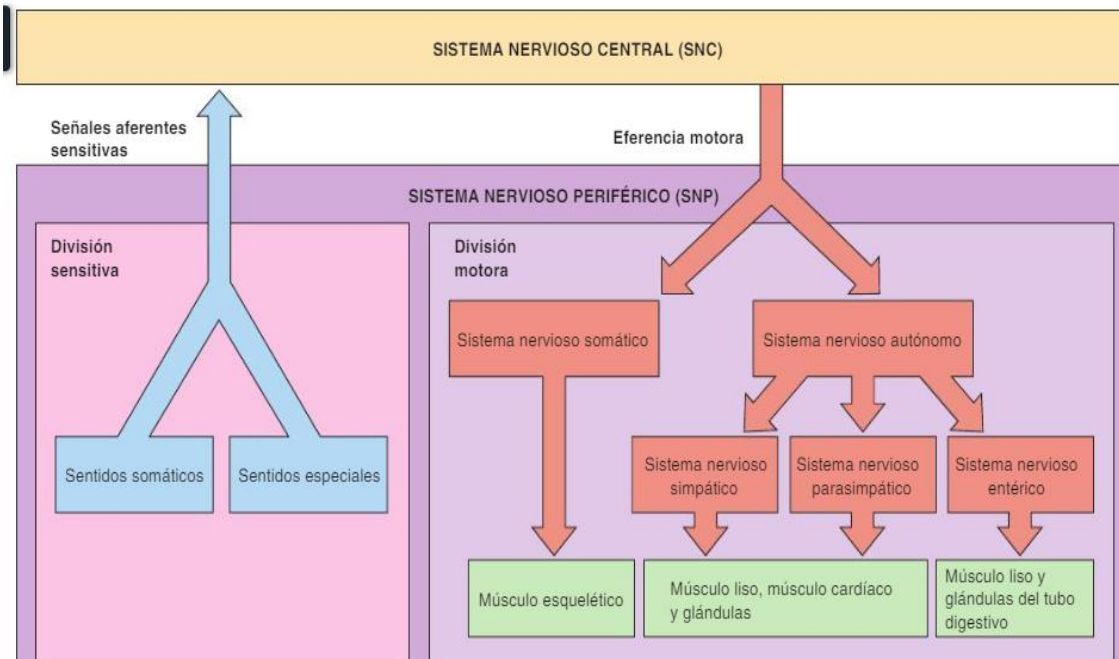 SISTEMA NERVIOSO CENTRAL (SNC)
Señales aferentes
sensitivas
Eferencia motora
SISTEMA NERVIOSO PERIFÉRICO (SNP)
División
sensitiva
División
motora
Sistema nervioso somático
Sistema nervioso autónomo
Sentidos somáticos
Sentidos especiales
Sistema nervioso
simpático
Sistema nervioso
parasimpático
Sistema nervioso
entérico
Músculo esquelético
Músculo liso, músculo cardíaco
y glándulas
Músculo liso y
glándulas del tubo
digestivo